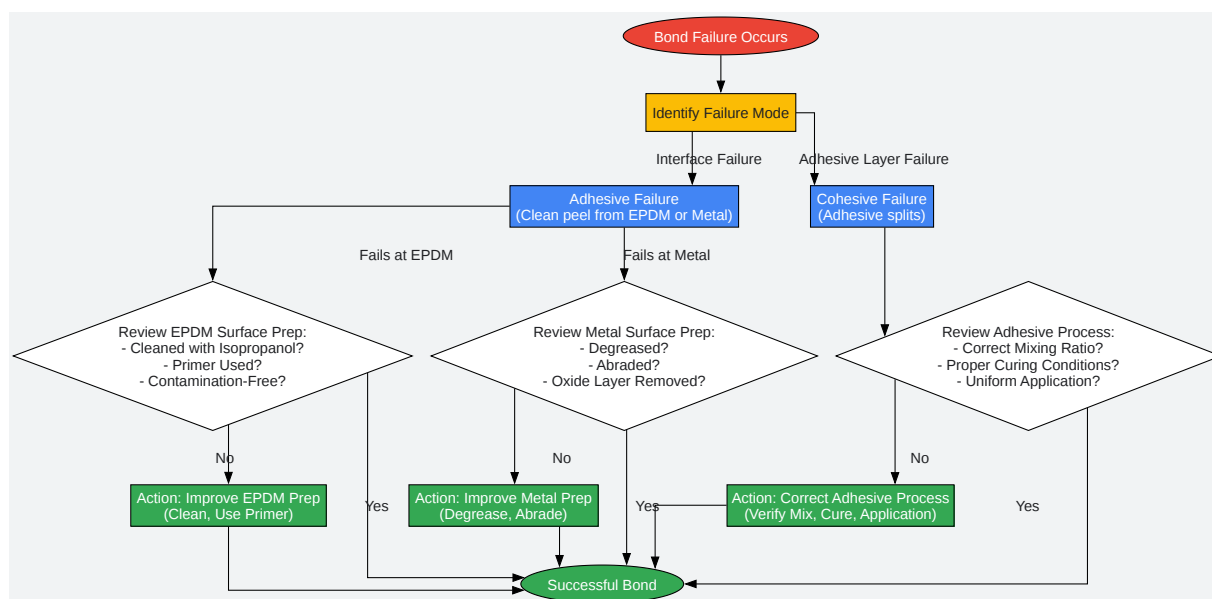 Bond Failure Occurs
Identify Failure Mode
Interface Failure
Adhesive Layer Failure
Adhesive Failure
(Clean peel from EPDM or Metal)
Cohesive Failure
(Adhesive splits)
Fails at EPDM
Fails at Metal
Review EPDM Surface Prep:
- Cleaned with Isopropanol?
- Primer Used?
- Contamination-Free?
Review Metal Surface Prep:
- Degreased?
- Abraded?
- Oxide Layer Removed?
Review Adhesive Process:
- Correct Mixing Ratio?
- Proper Curing Conditions?
- Uniform Application?
No
No
No
Action: Improve EPDM Prep
(Clean, Use Primer)
Yes
Action: Improve Metal Prep
(Degrease, Abrade)
Yes
Action: Correct Adhesive Process
(Verify Mix, Cure, Application)
Yes
Successful Bond